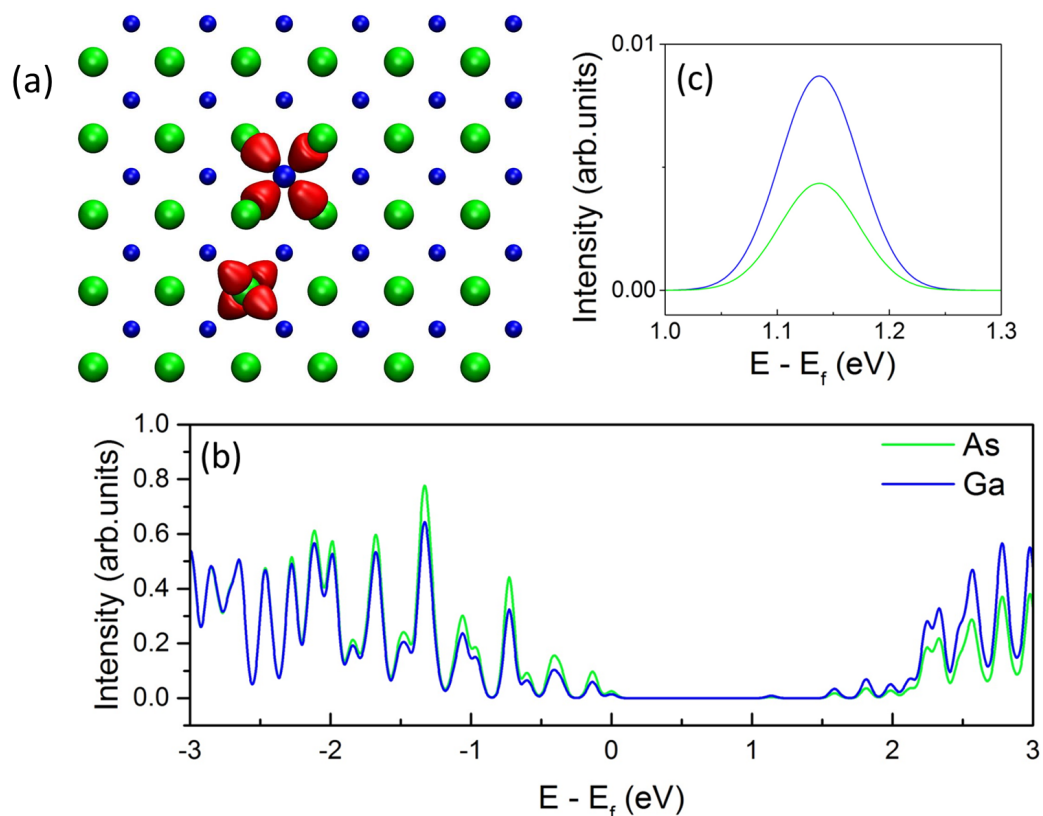 (a)
(c)
0.01
0.00
Intensity (arb.units)
1.0 1.1 1.2 1.3
E - E_f (eV)
(b)
As
Ga
1.0
0.8
0.6
0.4
0.2
0.0
Intensity (arb.units)
-3 -2 -1 0 1 2 3
E - E_f (eV)